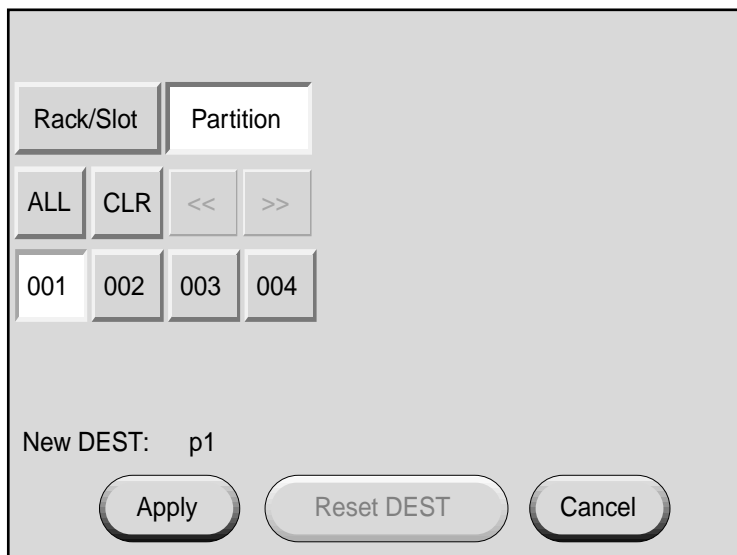 Rack/Slot Partition
ALL CLR << >>
001 002 003 004
New DEST: p1
Apply Reset DEST Cancel